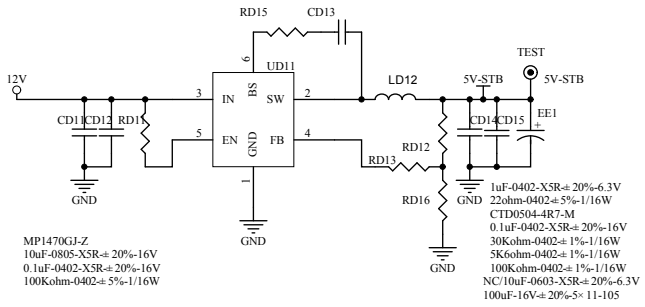 RD15
CD13
TEST
6
UD11
12V
LD12
5V-STB
5V-STB
3
IN
BS
SW
2
CD11
CD12
RD11
5
EN
GND
FB
4
RD12
CD14
CD15
EE1
+
RD13
1
RD16
GND
GND
GND
GND
MP1470GJ-Z
10uF-0805-X5R-±20%-16V
0.1uF-0402-X5R-±20%-16V
100Kohm-0402-±5%-1/16W
1uF-0402-X5R-±20%-6.3V
22ohm-0402-±5%-1/16W
CTD0504-4R7-M
0.1uF-0402-X5R-±20%-16V
30Kohm-0402-±1%-1/16W
5K6ohm-0402-±1%-1/16W
100Kohm-0402-±1%-1/16W
NC/10uF-0603-X5R-±20%-6.3V
100uF-16V-±20%-5×11-105